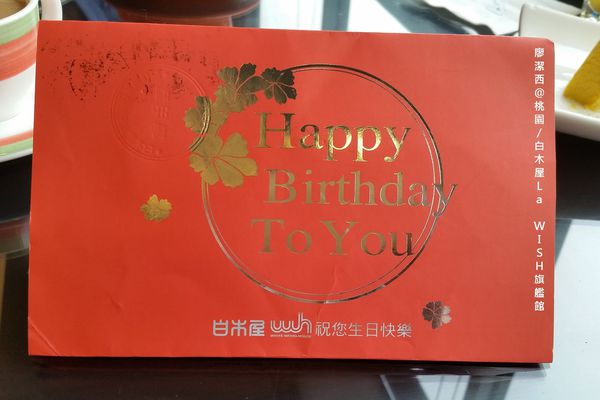 Happy
Birthday
To You
白木屋 wwh 祝您生日快樂
廖潔西@桃園/白木屋La WISH旗艦館